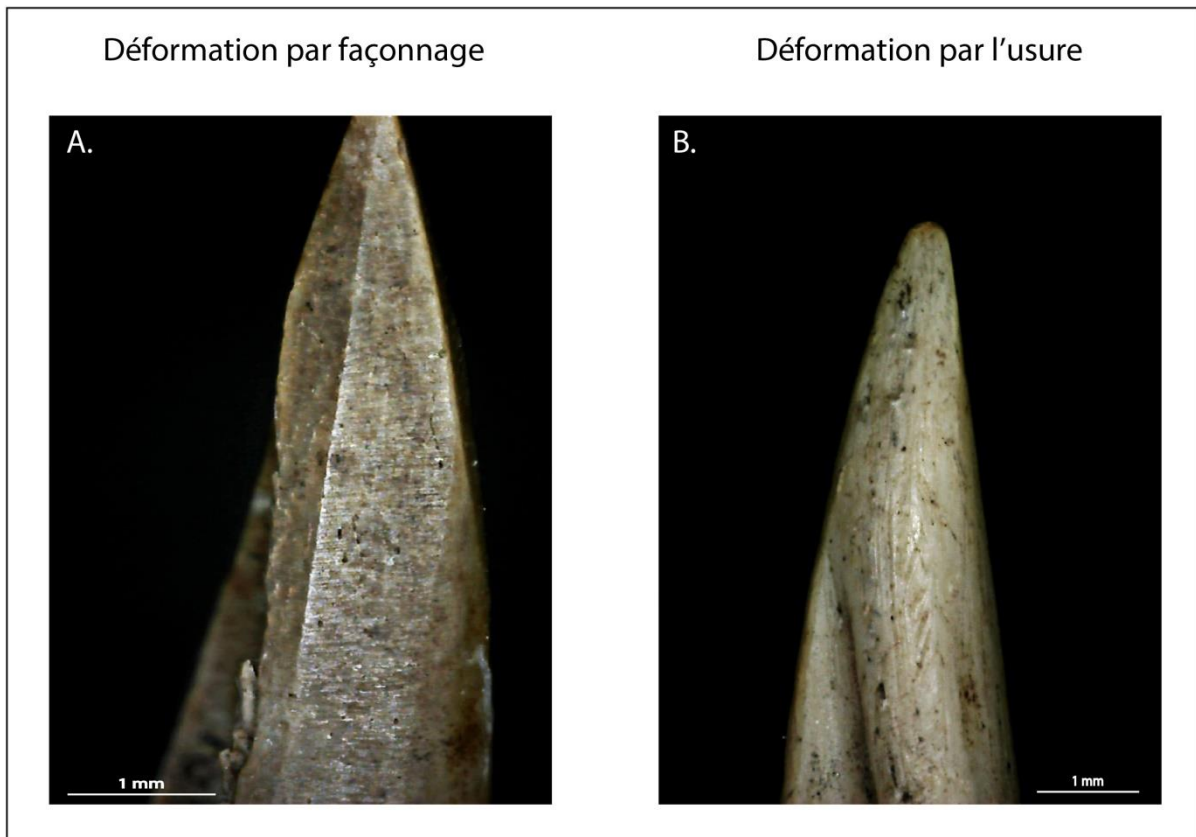 Déformation par façonnage
Déformation par l'usure
A.
B.
1 mm
1 mm